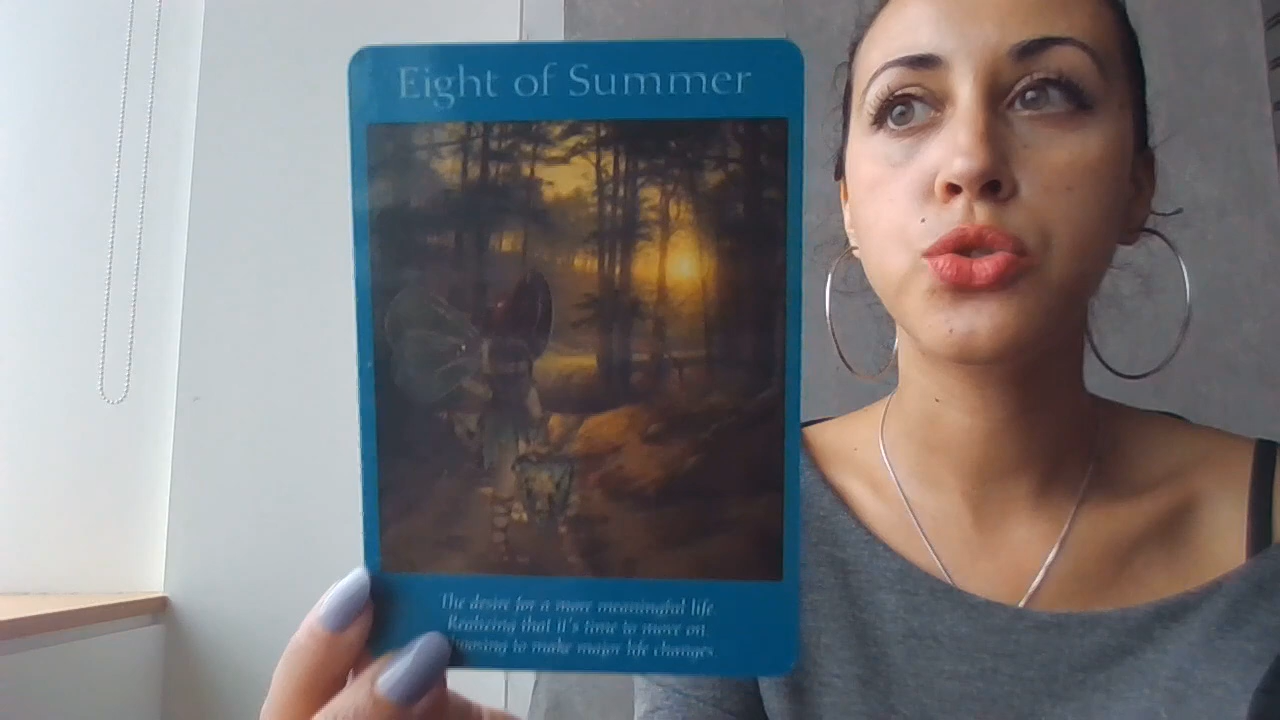 Eight of Summer
The desire for a more meaningful life
Realizing that it's time to move on
to make major life changes